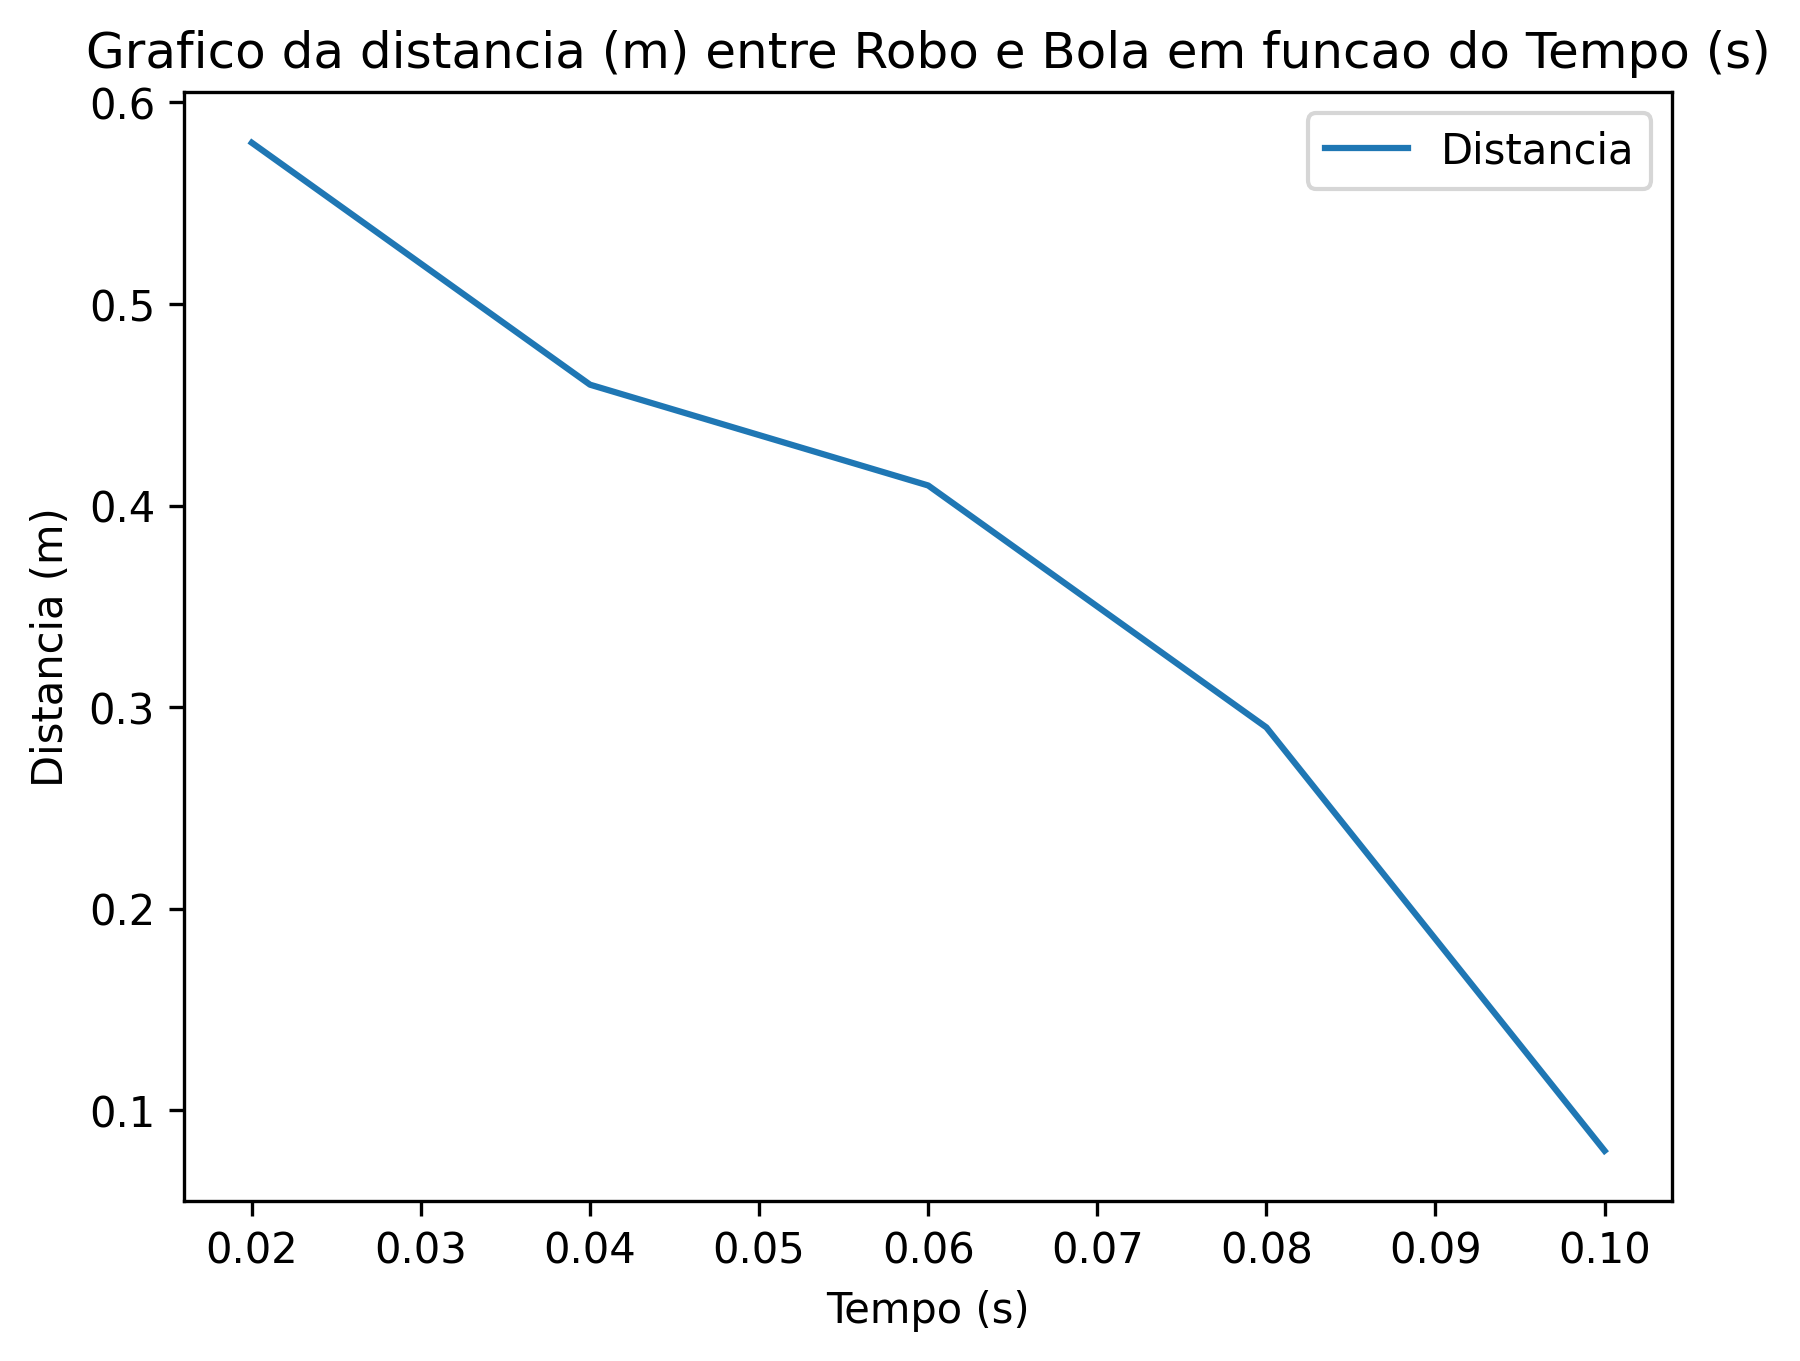 Grafico da distancia (m) entre Robo e Bola em funcao do Tempo (s)
Distancia
0.6
0.5
0.4
0.3
0.2
0.1
Distancia (m)
0.02 0.03 0.04 0.05 0.06 0.07 0.08 0.09 0.10
Tempo (s)